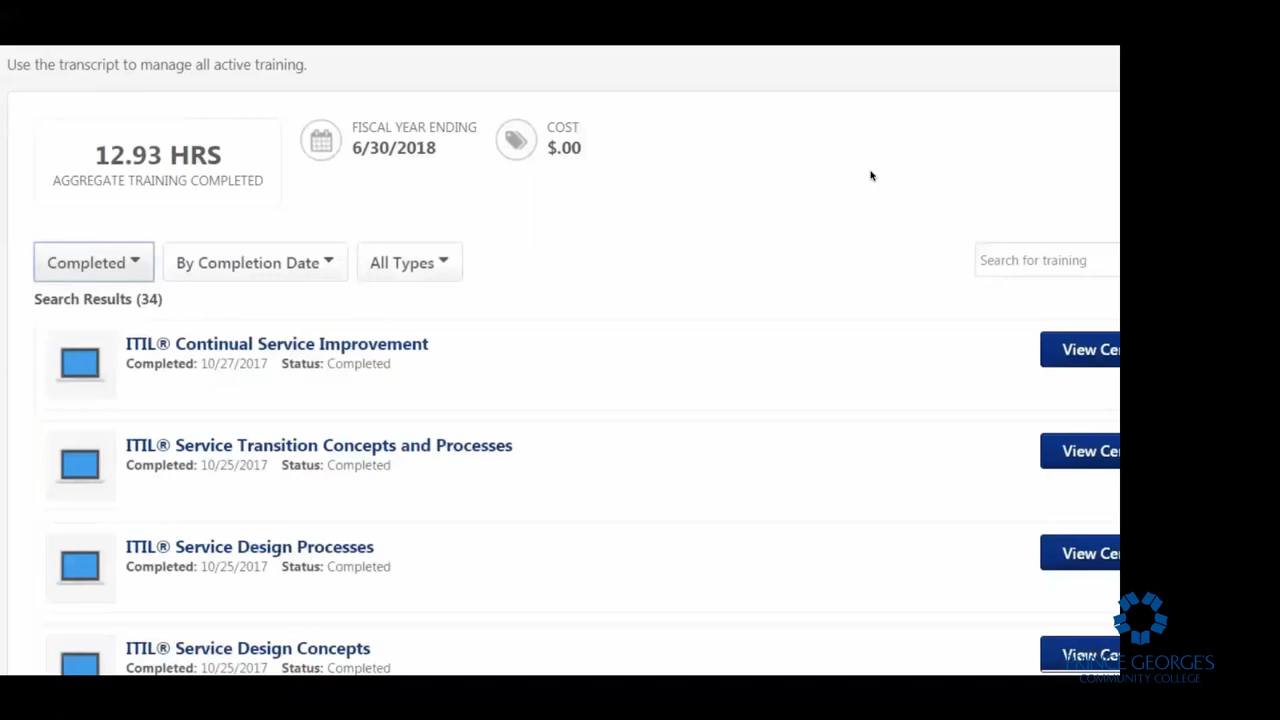 Use the transcript to manage all active training.
12.93 HRS
AGGREGATE TRAINING COMPLETED
FISCAL YEAR ENDING
6/30/2018
COST
$.00
Completed
By Completion Date
All Types
Search for training
Search Results (34)
ITIL® Continual Service Improvement
Completed: 10/27/2017 Status: Completed
View Ce
ITIL® Service Transition Concepts and Processes
Completed: 10/25/2017 Status: Completed
View Ce
ITIL® Service Design Processes
Completed: 10/25/2017 Status: Completed
View Ce
ITIL® Service Design Concepts
Completed: 10/25/2017 Status: Completed
View Ce
PRINCE GEORGE'S
COMMUNITY COLLEGE